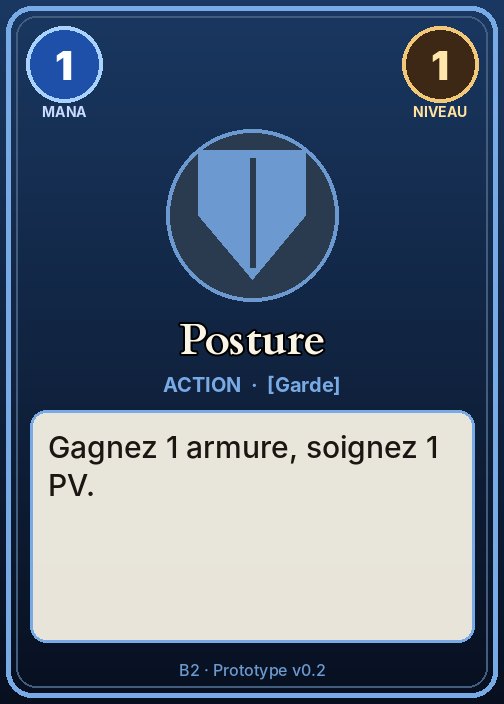 1
1
MANA
NIVEAU
Posture
ACTION · [Garde]
Gagnez 1 armure, soignez 1
PV.
B2 · Prototype v0.2